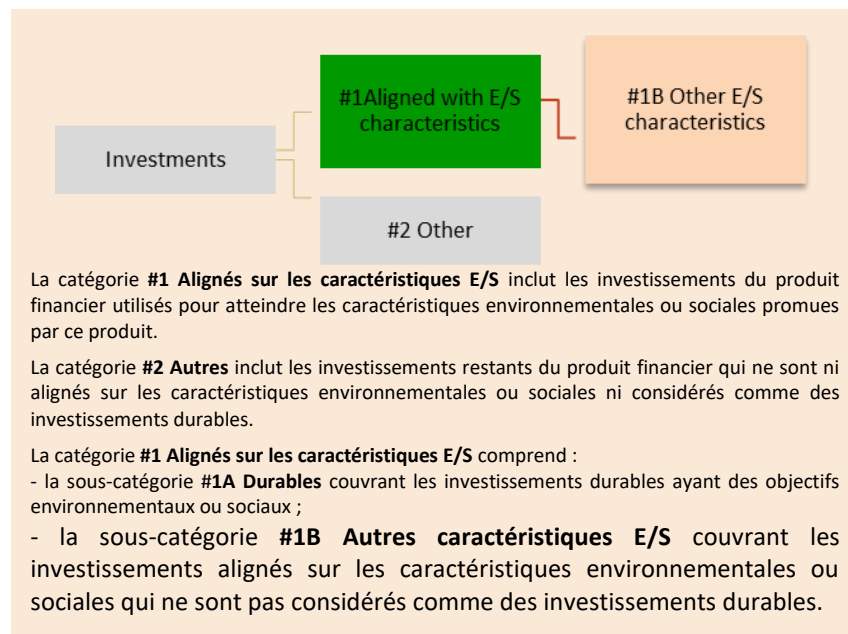 #1Aligned with E/S
characteristics
#1B Other E/S
characteristics
Investments
#2 Other
La catégorie #1 Alignés sur les caractéristiques E/S inclut les investissements du produit
financier utilisés pour atteindre les caractéristiques environnementales ou sociales promues
par ce produit.
La catégorie #2 Autres inclut les investissements restants du produit financier qui ne sont ni
alignés sur les caractéristiques environnementales ou sociales ni considérés comme des
investissements durables.
La catégorie #1 Alignés sur les caractéristiques E/S comprend :
- la sous-catégorie #1A Durables couvrant les investissements durables ayant des objectifs
environnementaux ou sociaux ;
- la sous-catégorie #1B Autres caractéristiques E/S couvrant les
investissements alignés sur les caractéristiques environnementales ou
sociales qui ne sont pas considérés comme des investissements durables.